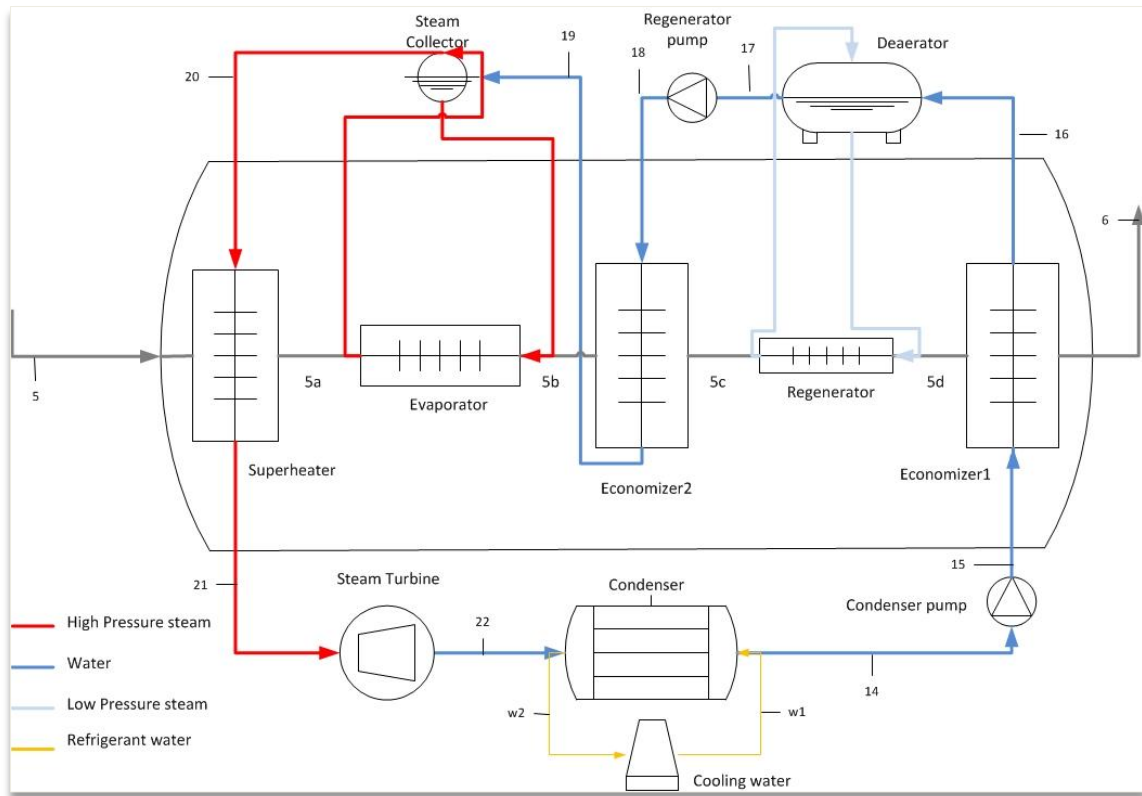 Steam
Collector
19
Regenerator
pump
18
17
Deaerator
20
16
6
5
5a
5b
5c
5d
Evaporator
Regenerator
Superheater
Economizer2
Economizer1
21
Steam Turbine
Condenser
15
Condenser pump
22
14
High Pressure steam
Water
Low Pressure steam
Refrigerant water
w2
w1
Cooling water